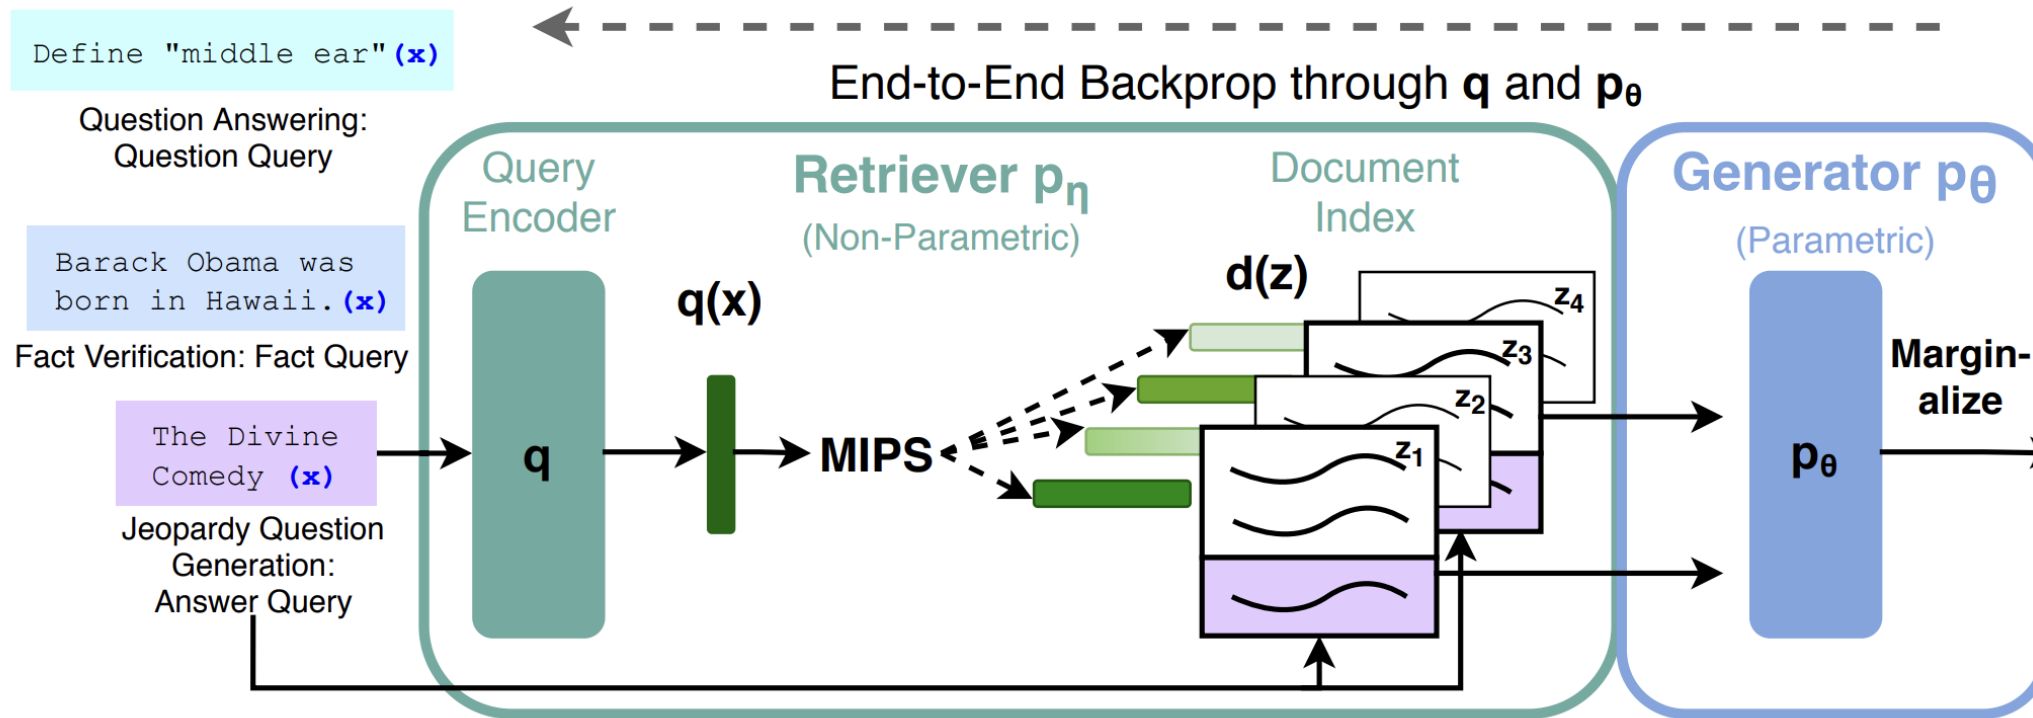 Define "middle ear"(x)
Question Answering:
Question Query
Barack Obama was
born in Hawaii.(x)
Fact Verification: Fact Query
The Divine
Comedy (x)
Jeopardy Question
Generation:
Answer Query
End-to-End Backprop through q and pθ
Query
Encoder
Retriever pη
(Non-Parametric)
Document
Index
q
q(x)
MIPS
d(z)
z4
z3
z2
z1
Generator pθ
(Parametric)
pθ
Margin-
alize